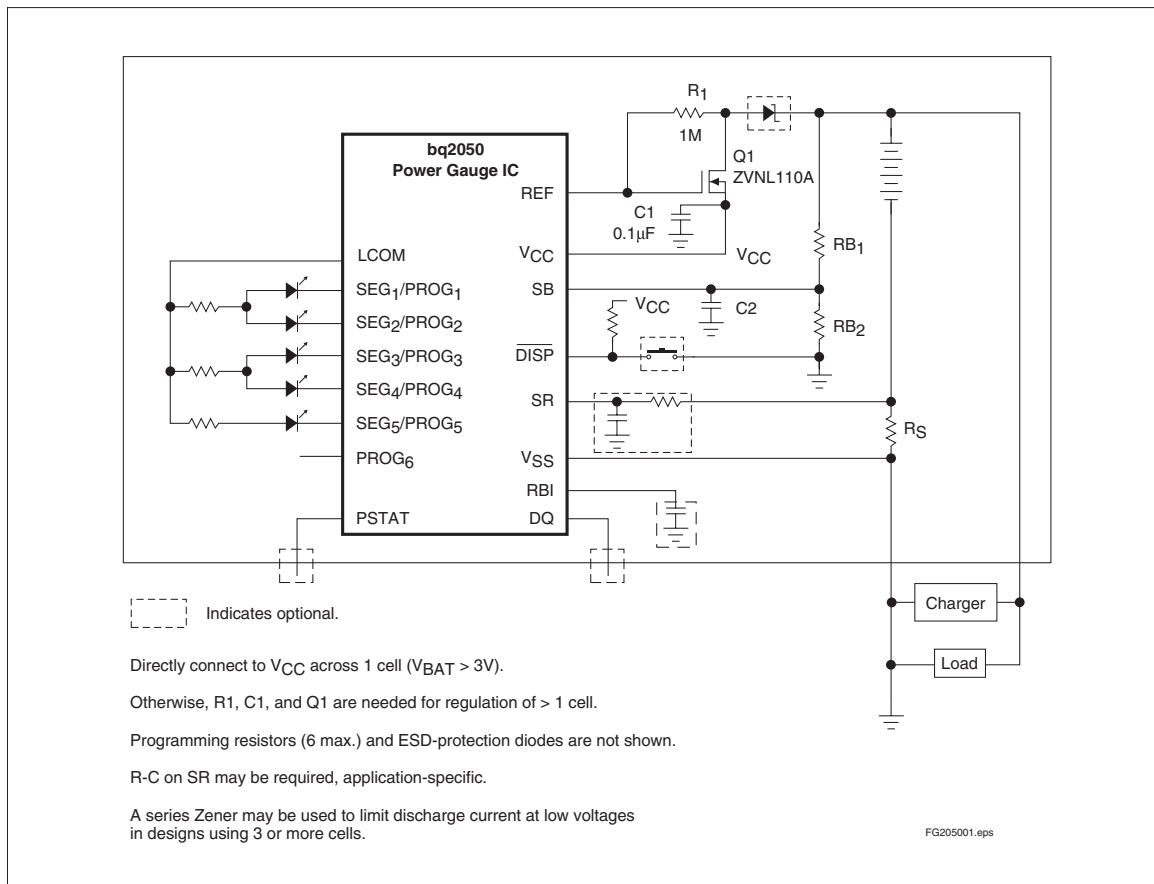 bq2050
Power Gauge IC
REF
VCC
SB
DISP
SR
VSS
RBI
DQ
LCOM
SEG1/PROG1
SEG2/PROG2
SEG3/PROG3
SEG4/PROG4
SEG5/PROG5
PROG6
PSTAT
R1
1M
Q1
ZVNL110A
C1
0.1µF
VCC
VCC
C2
RB1
RB2
RS
Charger
Load
Indicates optional.
Directly connect to VCC across 1 cell (VBAT > 3V).
Otherwise, R1, C1, and Q1 are needed for regulation of > 1 cell.
Programming resistors (6 max.) and ESD-protection diodes are not shown.
R-C on SR may be required, application-specific.
A series Zener may be used to limit discharge current at low voltages
in designs using 3 or more cells.
FG205001.eps